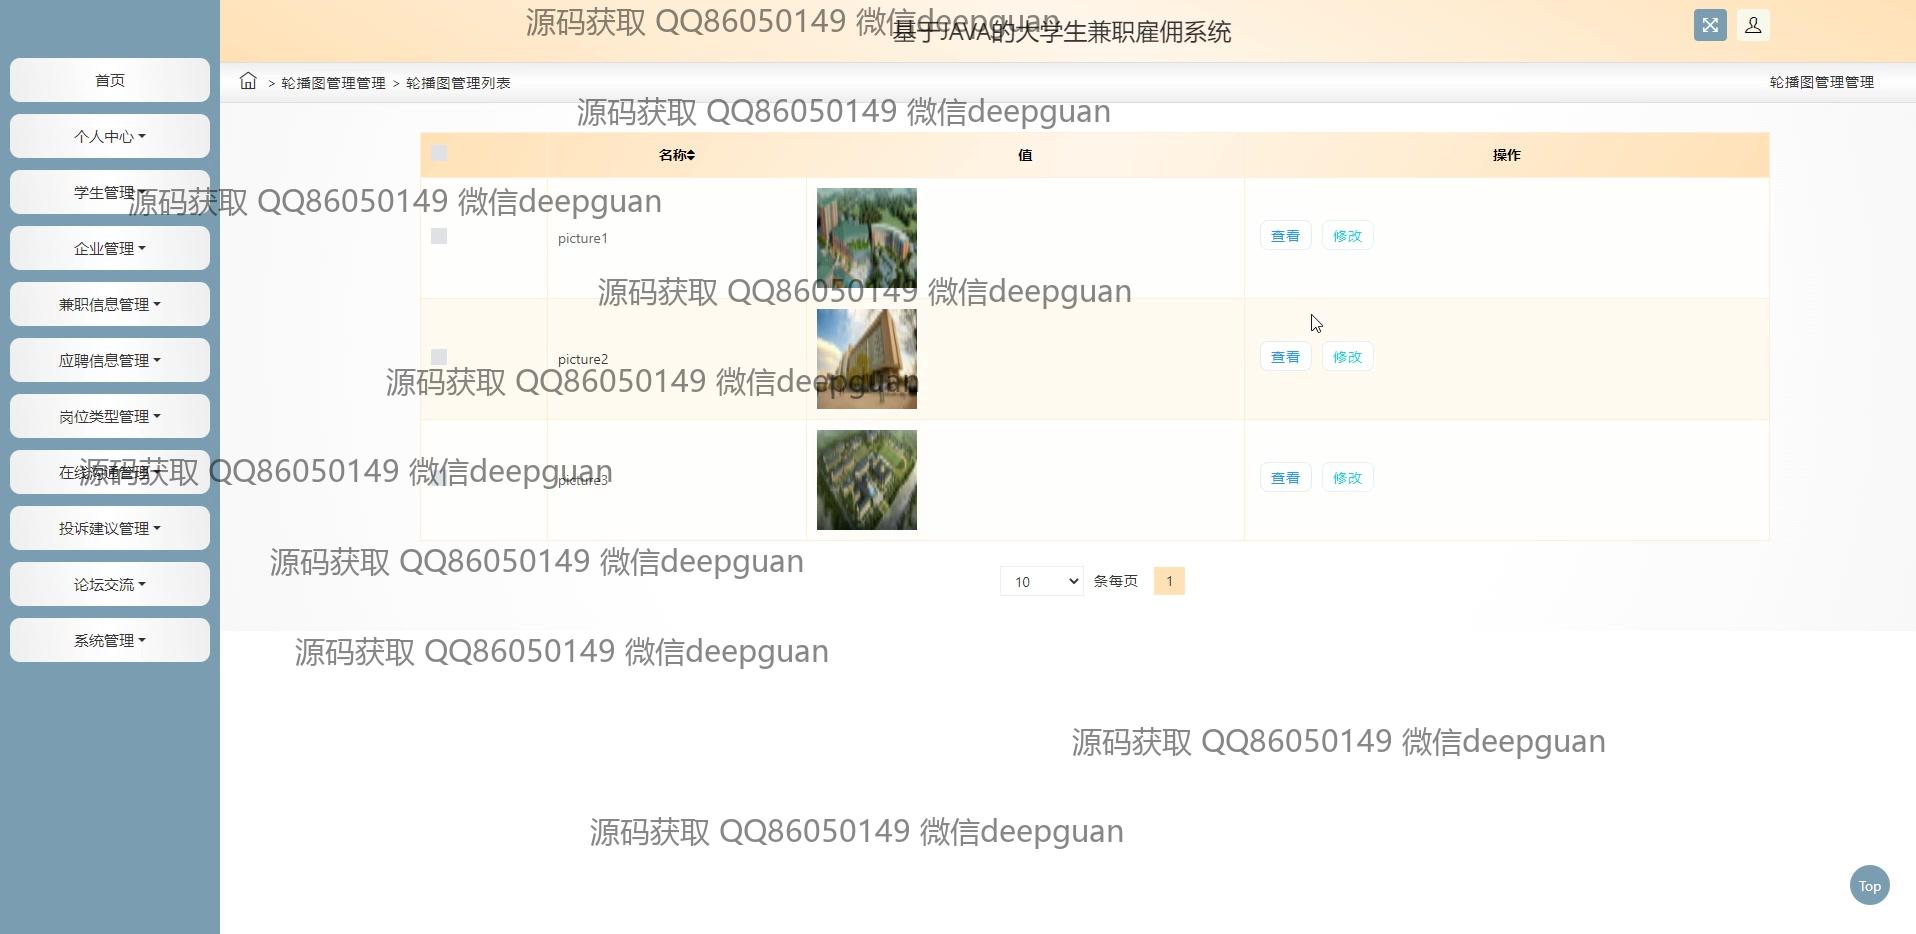 源码获取 QQ86050149 微信deepguan
基于JAVA的大学生兼职雇佣系统
> 轮播图管理管理 > 轮播图管理列表
轮播图管理管理
源码获取 QQ86050149 微信deepguan
首页
个人中心
学生管理
企业管理
兼职信息管理
应聘信息管理
岗位类型管理
在线沟通管理
投诉建议管理
论坛交流
系统管理
名称 值 操作
源码获取 QQ86050149 微信deepguan
picture1 查看 修改
源码获取 QQ86050149 微信deepguan
picture2 查看 修改
源码获取 QQ86050149 微信deepguan
源码获取 QQ86050149 微信deepguan
picture3 查看 修改
源码获取 QQ86050149 微信deepguan
10 条每页 1
源码获取 QQ86050149 微信deepguan
源码获取 QQ86050149 微信deepguan
源码获取 QQ86050149 微信deepguan
Top